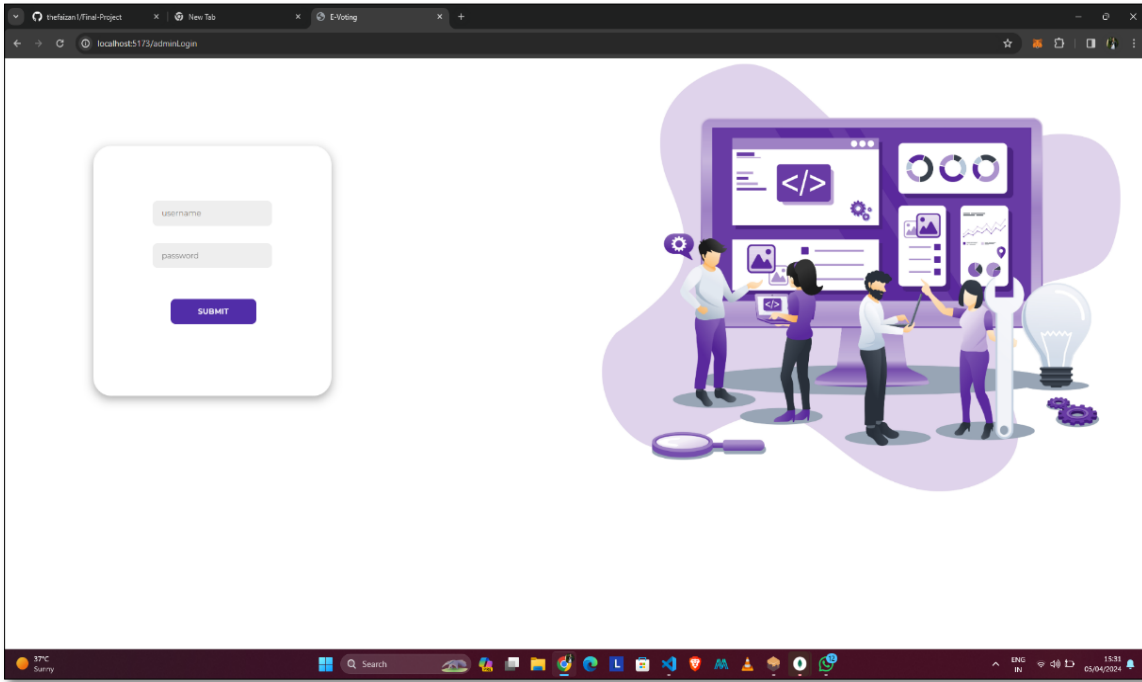 thefaizan1/Final-Project
New Tab
E-Voting
localhost:5173/adminLogin
username
password
SUBMIT
</>
</>
37°C
Sunny
Search
12
ENG
IN
15:31
05/04/2024